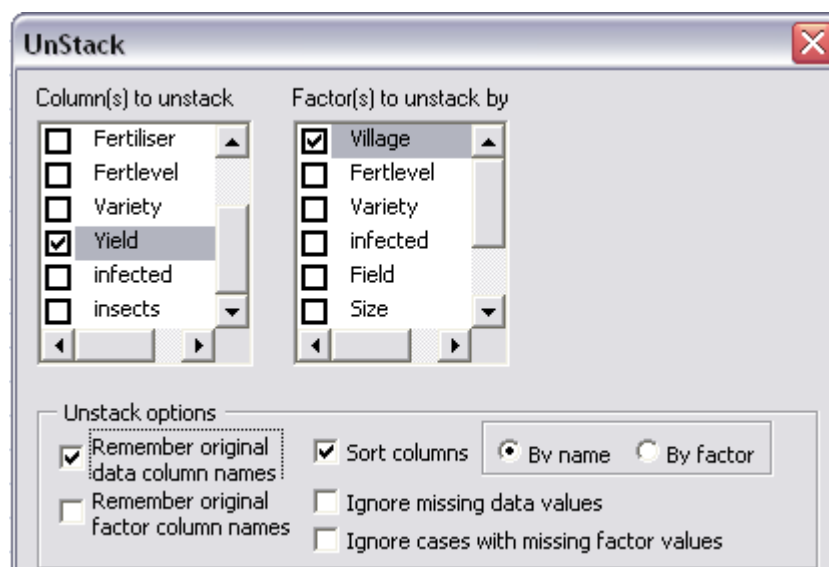 UnStack
Column(s) to unstack
Fertiliser
Fertlevel
Variety
Yield
infected
insects
Factor(s) to unstack by
Village
Fertlevel
Variety
infected
Field
Size
Unstack options
Remember original
data column names
Remember original
factor column names
Sort columns
By name
By factor
Ignore missing data values
Ignore cases with missing factor values